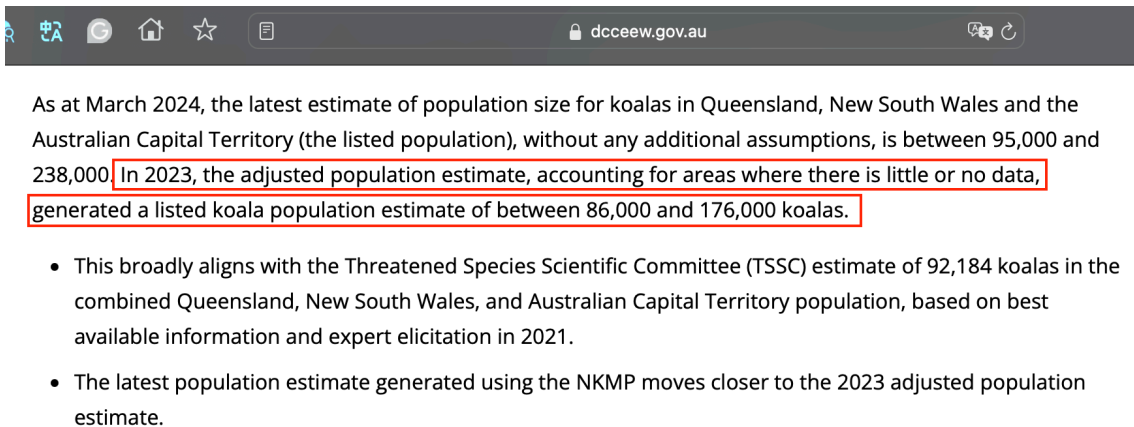 中A
G
dcceew.gov.au
As at March 2024, the latest estimate of population size for koalas in Queensland, New South Wales and the
Australian Capital Territory (the listed population), without any additional assumptions, is between 95,000 and
238,000. In 2023, the adjusted population estimate, accounting for areas where there is little or no data,
generated a listed koala population estimate of between 86,000 and 176,000 koalas.
• This broadly aligns with the Threatened Species Scientific Committee (TSSC) estimate of 92,184 koalas in the
combined Queensland, New South Wales, and Australian Capital Territory population, based on best
available information and expert elicitation in 2021.
• The latest population estimate generated using the NKMP moves closer to the 2023 adjusted population
estimate.